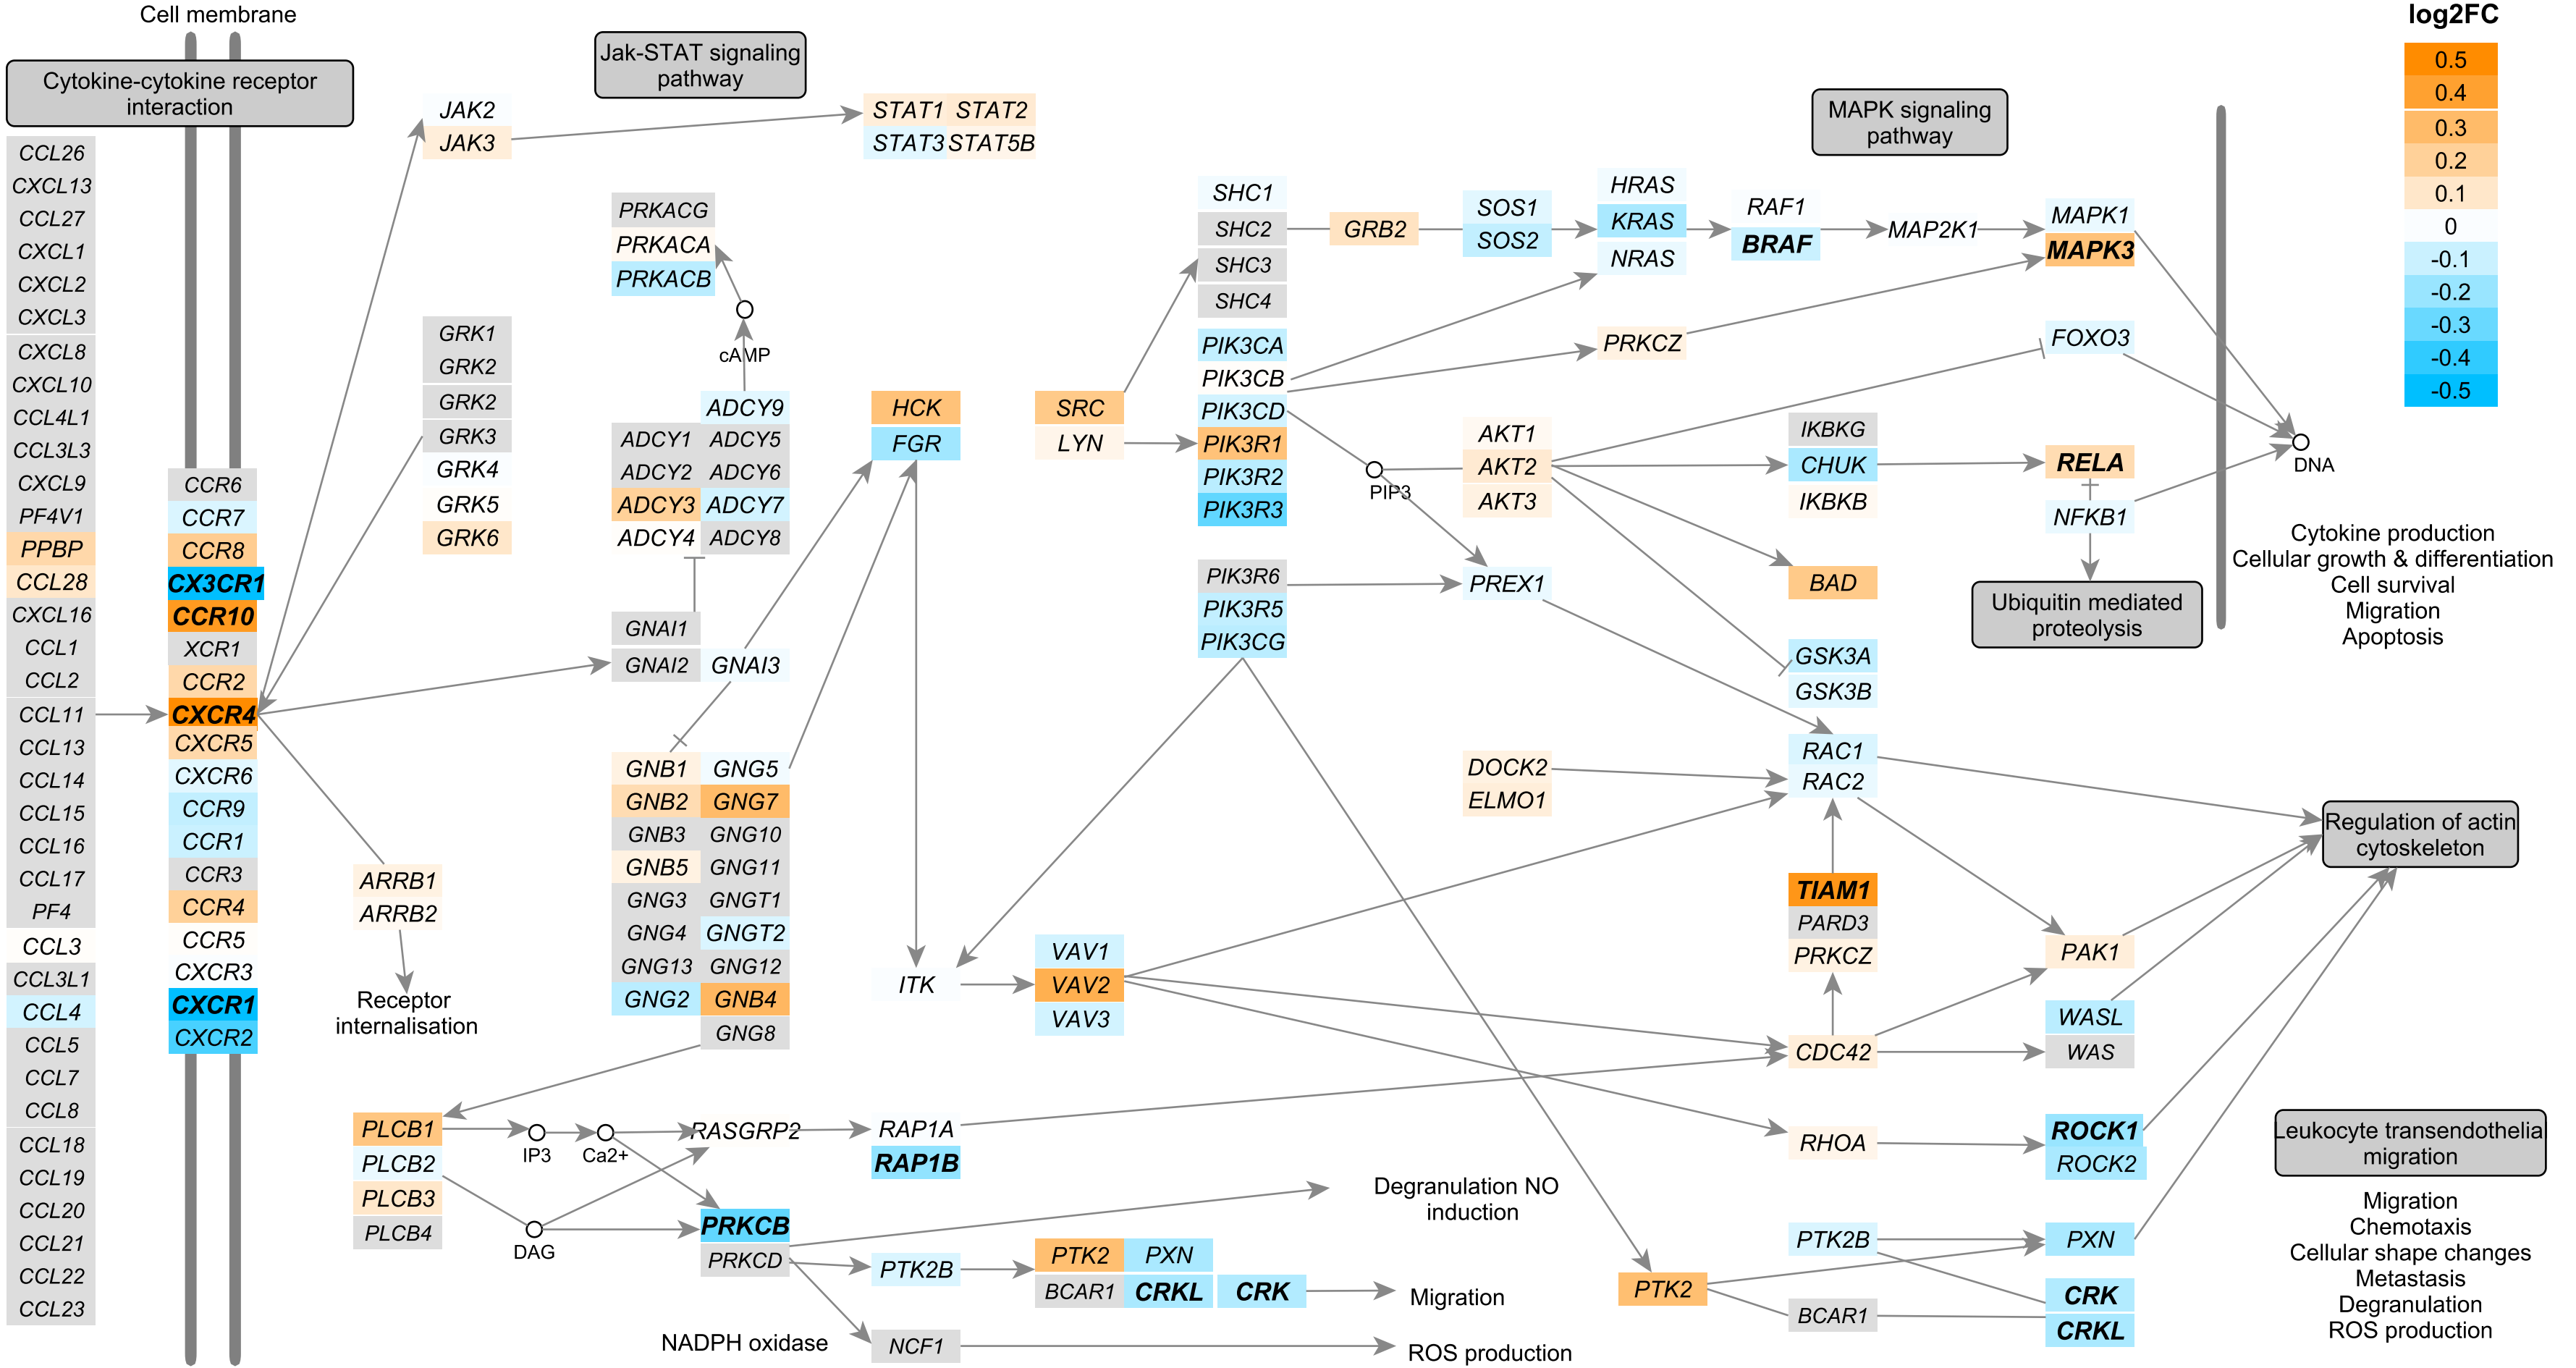 Cell membrane
Cytokine-cytokine receptor
interaction
Jak-STAT signaling
pathway
MAPK signaling
pathway
log2FC
0.5
0.4
0.3
0.2
0.1
0
-0.1
-0.2
-0.3
-0.4
-0.5
CCL26
CXCL13
CCL27
CXCL1
CXCL2
CXCL3
CXCL8
CXCL10
CCL4L1
CCL3L3
CXCL9
PF4V1
PPBP
CCL28
CXCL16
CCL1
CCL2
CCL11
CCL13
CCL14
CCL15
CCL16
CCL17
PF4
CCL3
CCL3L1
CCL4
CCL5
CCL7
CCL8
CCL18
CCL19
CCL20
CCL21
CCL22
CCL23
CCR6
CCR7
CCR8
CX3CR1
CCR10
XCR1
CCR2
CXCR4
CXCR5
CXCR6
CCR9
CCR1
CCR3
CCR4
CCR5
CXCR3
CXCR1
CXCR2
JAK2
JAK3
STAT1 STAT2
STAT3 STAT5B
GRK1
GRK2
GRK2
GRK3
GRK4
GRK5
GRK6
ARRB1
ARRB2
Receptor
internalisation
PRKACG
PRKACA
PRKACB
cAMP
ADCY9
ADCY1 ADCY5
ADCY2 ADCY6
ADCY3 ADCY7
ADCY4 ADCY8
GNAI1
GNAI2 GNAI3
GNB1 GNG5
GNB2 GNG7
GNB3 GNG10
GNB5 GNG11
GNG3 GNGT1
GNG4 GNGT2
GNG13 GNG12
GNG2 GNB4
GNG8
PLCB1
PLCB2
PLCB3
PLCB4
IP3
Ca2+
DAG
RASGRP2
RAP1A
RAP1B
PRKCB
PRKCD
PTK2B
PTK2 PXN
BCAR1 CRKL CRK
Degranulation NO
induction
Migration
NADPH oxidase
NCF1
ROS production
HCK
FGR
ITK
SRC
LYN
VAV1
VAV2
VAV3
SHC1
SHC2
SHC3
SHC4
PIK3CA
PIK3CB
PIK3CD
PIK3R1
PIK3R2
PIK3R3
PIK3R6
PIK3R5
PIK3CG
GRB2
SOS1
SOS2
HRAS
KRAS
NRAS
RAF1
BRAF
MAP2K1
MAPK1
MAPK3
PRKCZ
PIP3
AKT1
AKT2
AKT3
PREX1
IKBKG
CHUK
IKBKB
BAD
GSK3A
GSK3B
FOXO3
RELA
NFKB1
Ubiquitin mediated
proteolysis
DNA
Cytokine production
Cellular growth & differentiation
Cell survival
Migration
Apoptosis
DOCK2
ELMO1
RAC1
RAC2
TIAM1
PARD3
PRKCZ
CDC42
RHOA
PAK1
WASL
WAS
ROCK1
ROCK2
PTK2
PTK2B
BCAR1
PXN
CRK
CRKL
Regulation of actin
cytoskeleton
Leukocyte transendothelia
migration
Migration
Chemotaxis
Cellular shape changes
Metastasis
Degranulation
ROS production